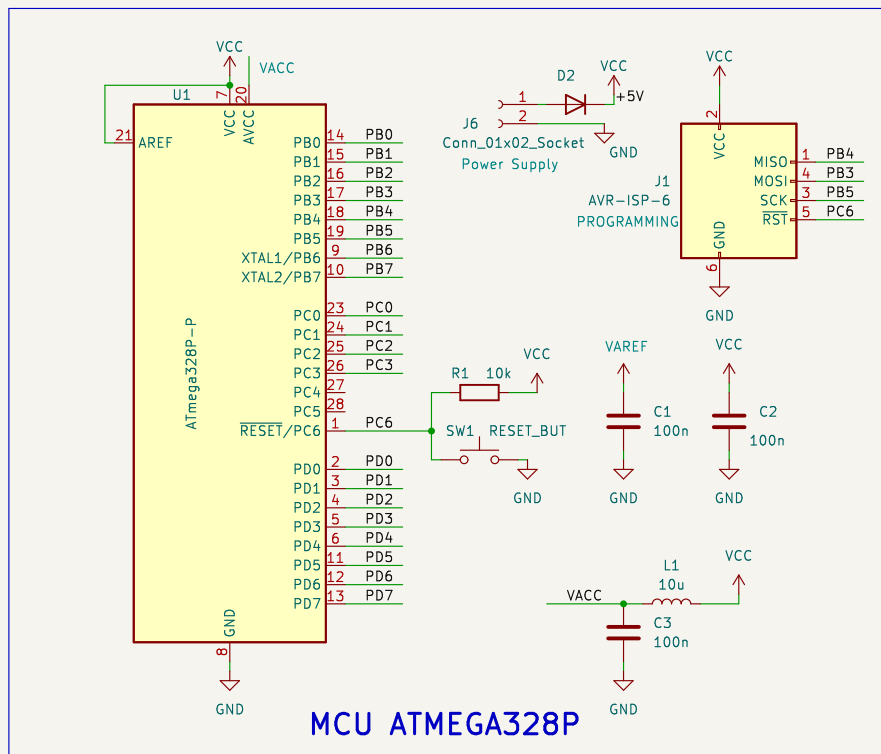 VCC
VACC
U1
7
20
VCC
AVCC
21
AREF
PB0 14 PB0
PB1 15 PB1
PB2 16 PB2
PB3 17 PB3
PB4 18 PB4
PB5 19 PB5
XTAL1/PB6 9 PB6
XTAL2/PB7 10 PB7
PC0 23 PC0
PC1 24 PC1
PC2 25 PC2
PC3 26 PC3
PC4 27
PC5 28
RESET/PC6 1 PC6
PD0 2 PD0
PD1 3 PD1
PD2 4 PD2
PD3 5 PD3
PD4 6 PD4
PD5 11 PD5
PD6 12 PD6
PD7 13 PD7
ATmega328P-P
GND
8
GND
D2
VCC
1
+5V
2
J6
Conn_01x02_Socket
GND
Power Supply
VCC
2
VCC
MISO 1 PB4
MOSI 4 PB3
SCK 3 PB5
RST 5 PC6
J1
AVR-ISP-6
PROGRAMMING
GND
6
GND
VCC
R1 10k
SW1 RESET_BUT
GND
VAREF
C1
100n
GND
VCC
C2
100n
GND
VCC
L1
10u
VACC
C3
100n
GND
MCU ATMEGA328P